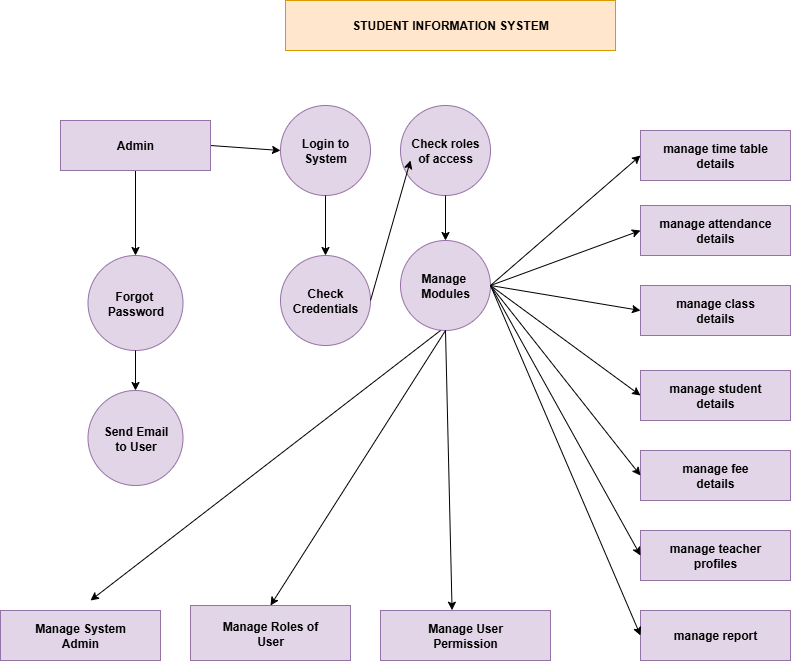 STUDENT INFORMATION SYSTEM
Admin
Login to
System
Check roles
of access
manage time table
details
manage attendance
details
Forgot
Password
Check
Credentials
Manage
Modules
manage class
details
manage student
details
Send Email
to User
manage fee
details
manage teacher
profiles
Manage System
Admin
Manage Roles of
User
Manage User
Permission
manage report